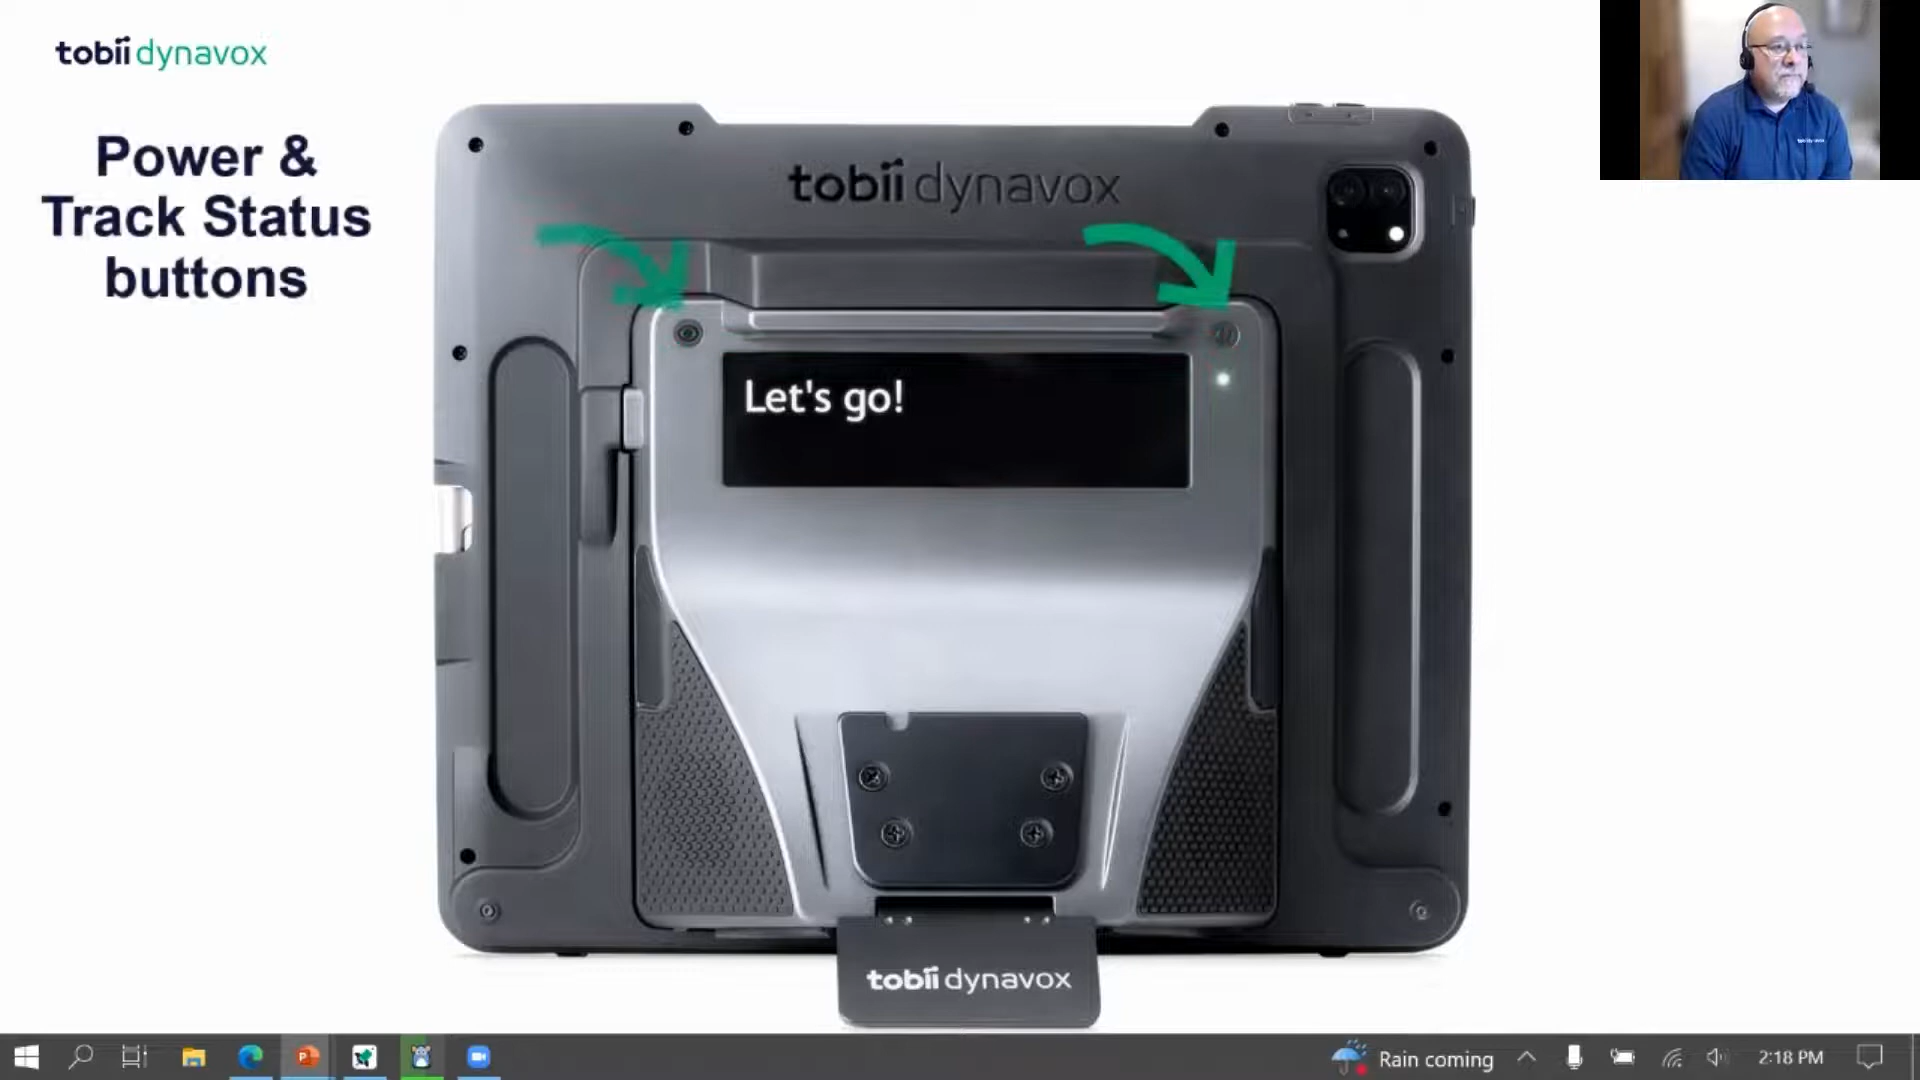 tobii dynavox
Power &
Track Status
buttons
tobii dynavox
Let's go!
tobii dynavox
Rain coming
2:18 PM